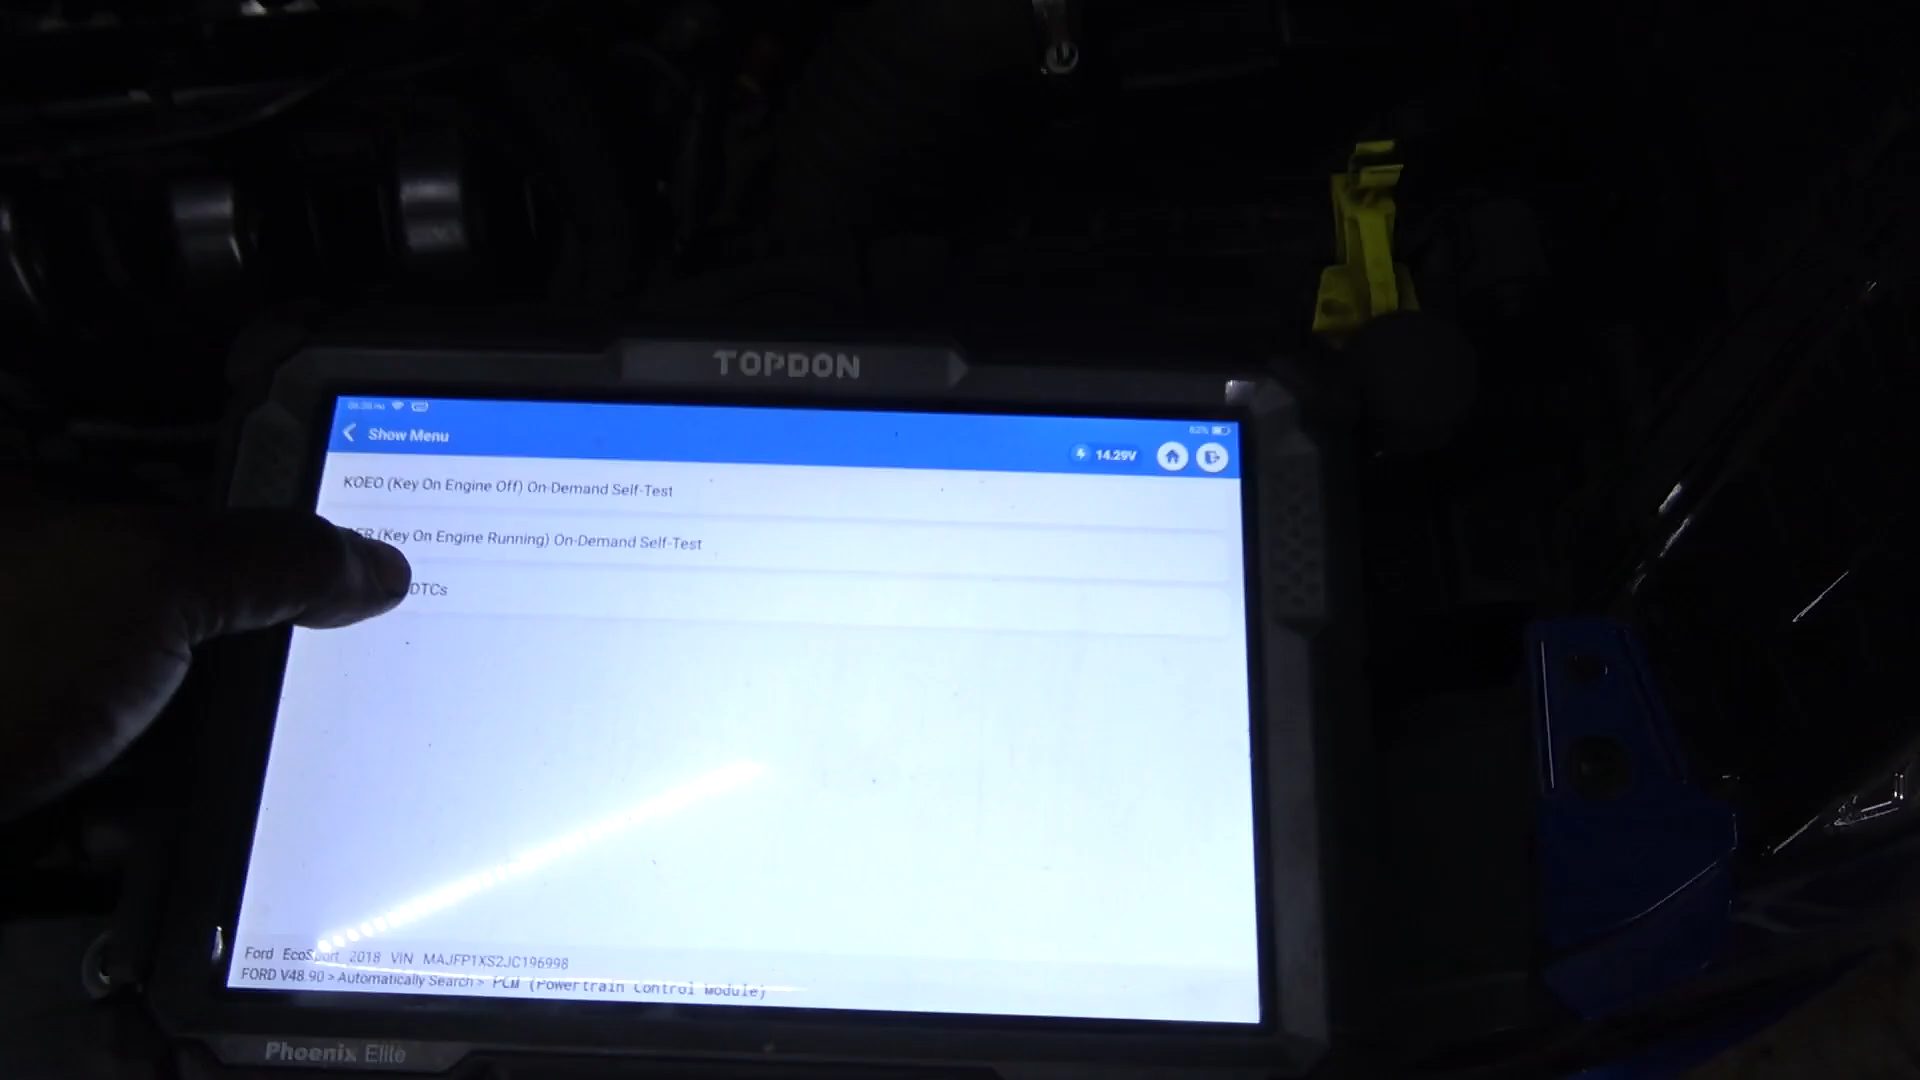 TOPDON
62%
Show Menu
14.29V
KOEO (Key On Engine Off) On-Demand Self-Test
(Key On Engine Running) On-Demand Self-Test
DTCs
Ford EcoSport 2018 VIN MAJFP1XS2JC196998
FORD V48.90 > Automatically Search > PCM (Powertrain Control Module)
Phoenix Elite